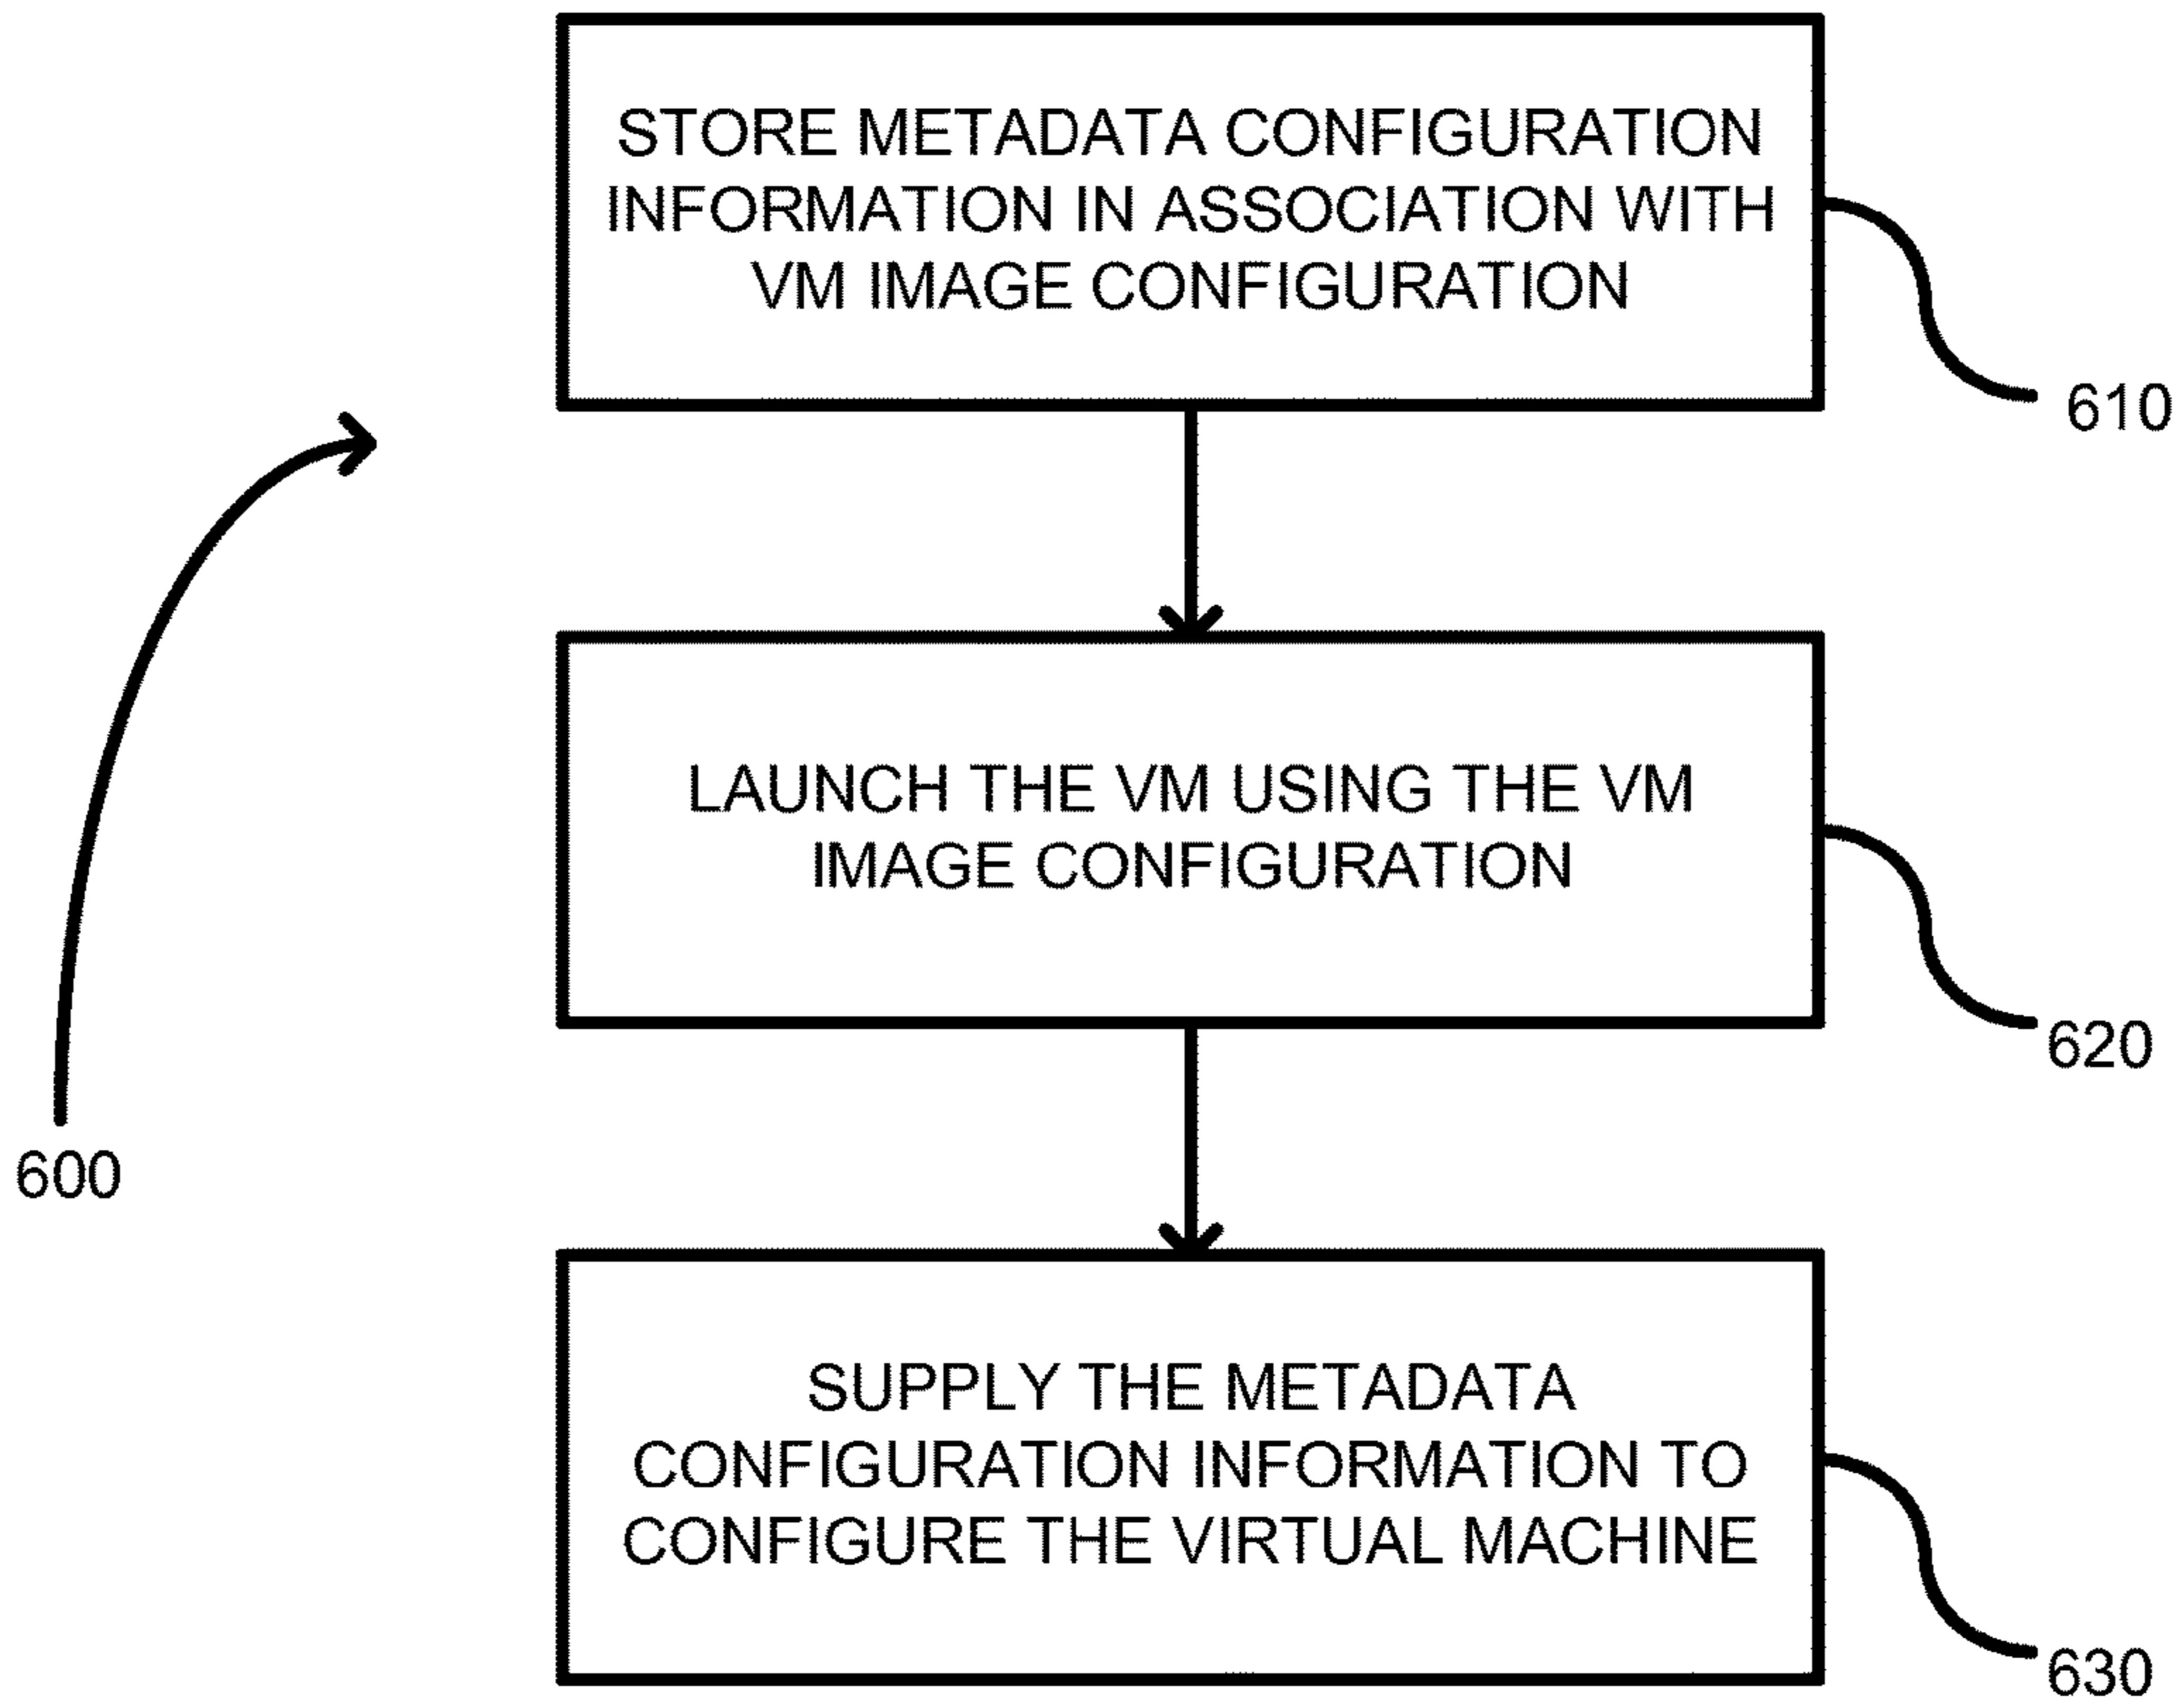 STORE METADATA CONFIGURATION
INFORMATION IN ASSOCIATION WITH
VM IMAGE CONFIGURATION
610
LAUNCH THE VM USING THE VM
IMAGE CONFIGURATION
620
600
SUPPLY THE METADATA
CONFIGURATION INFORMATION TO
CONFIGURE THE VIRTUAL MACHINE
630